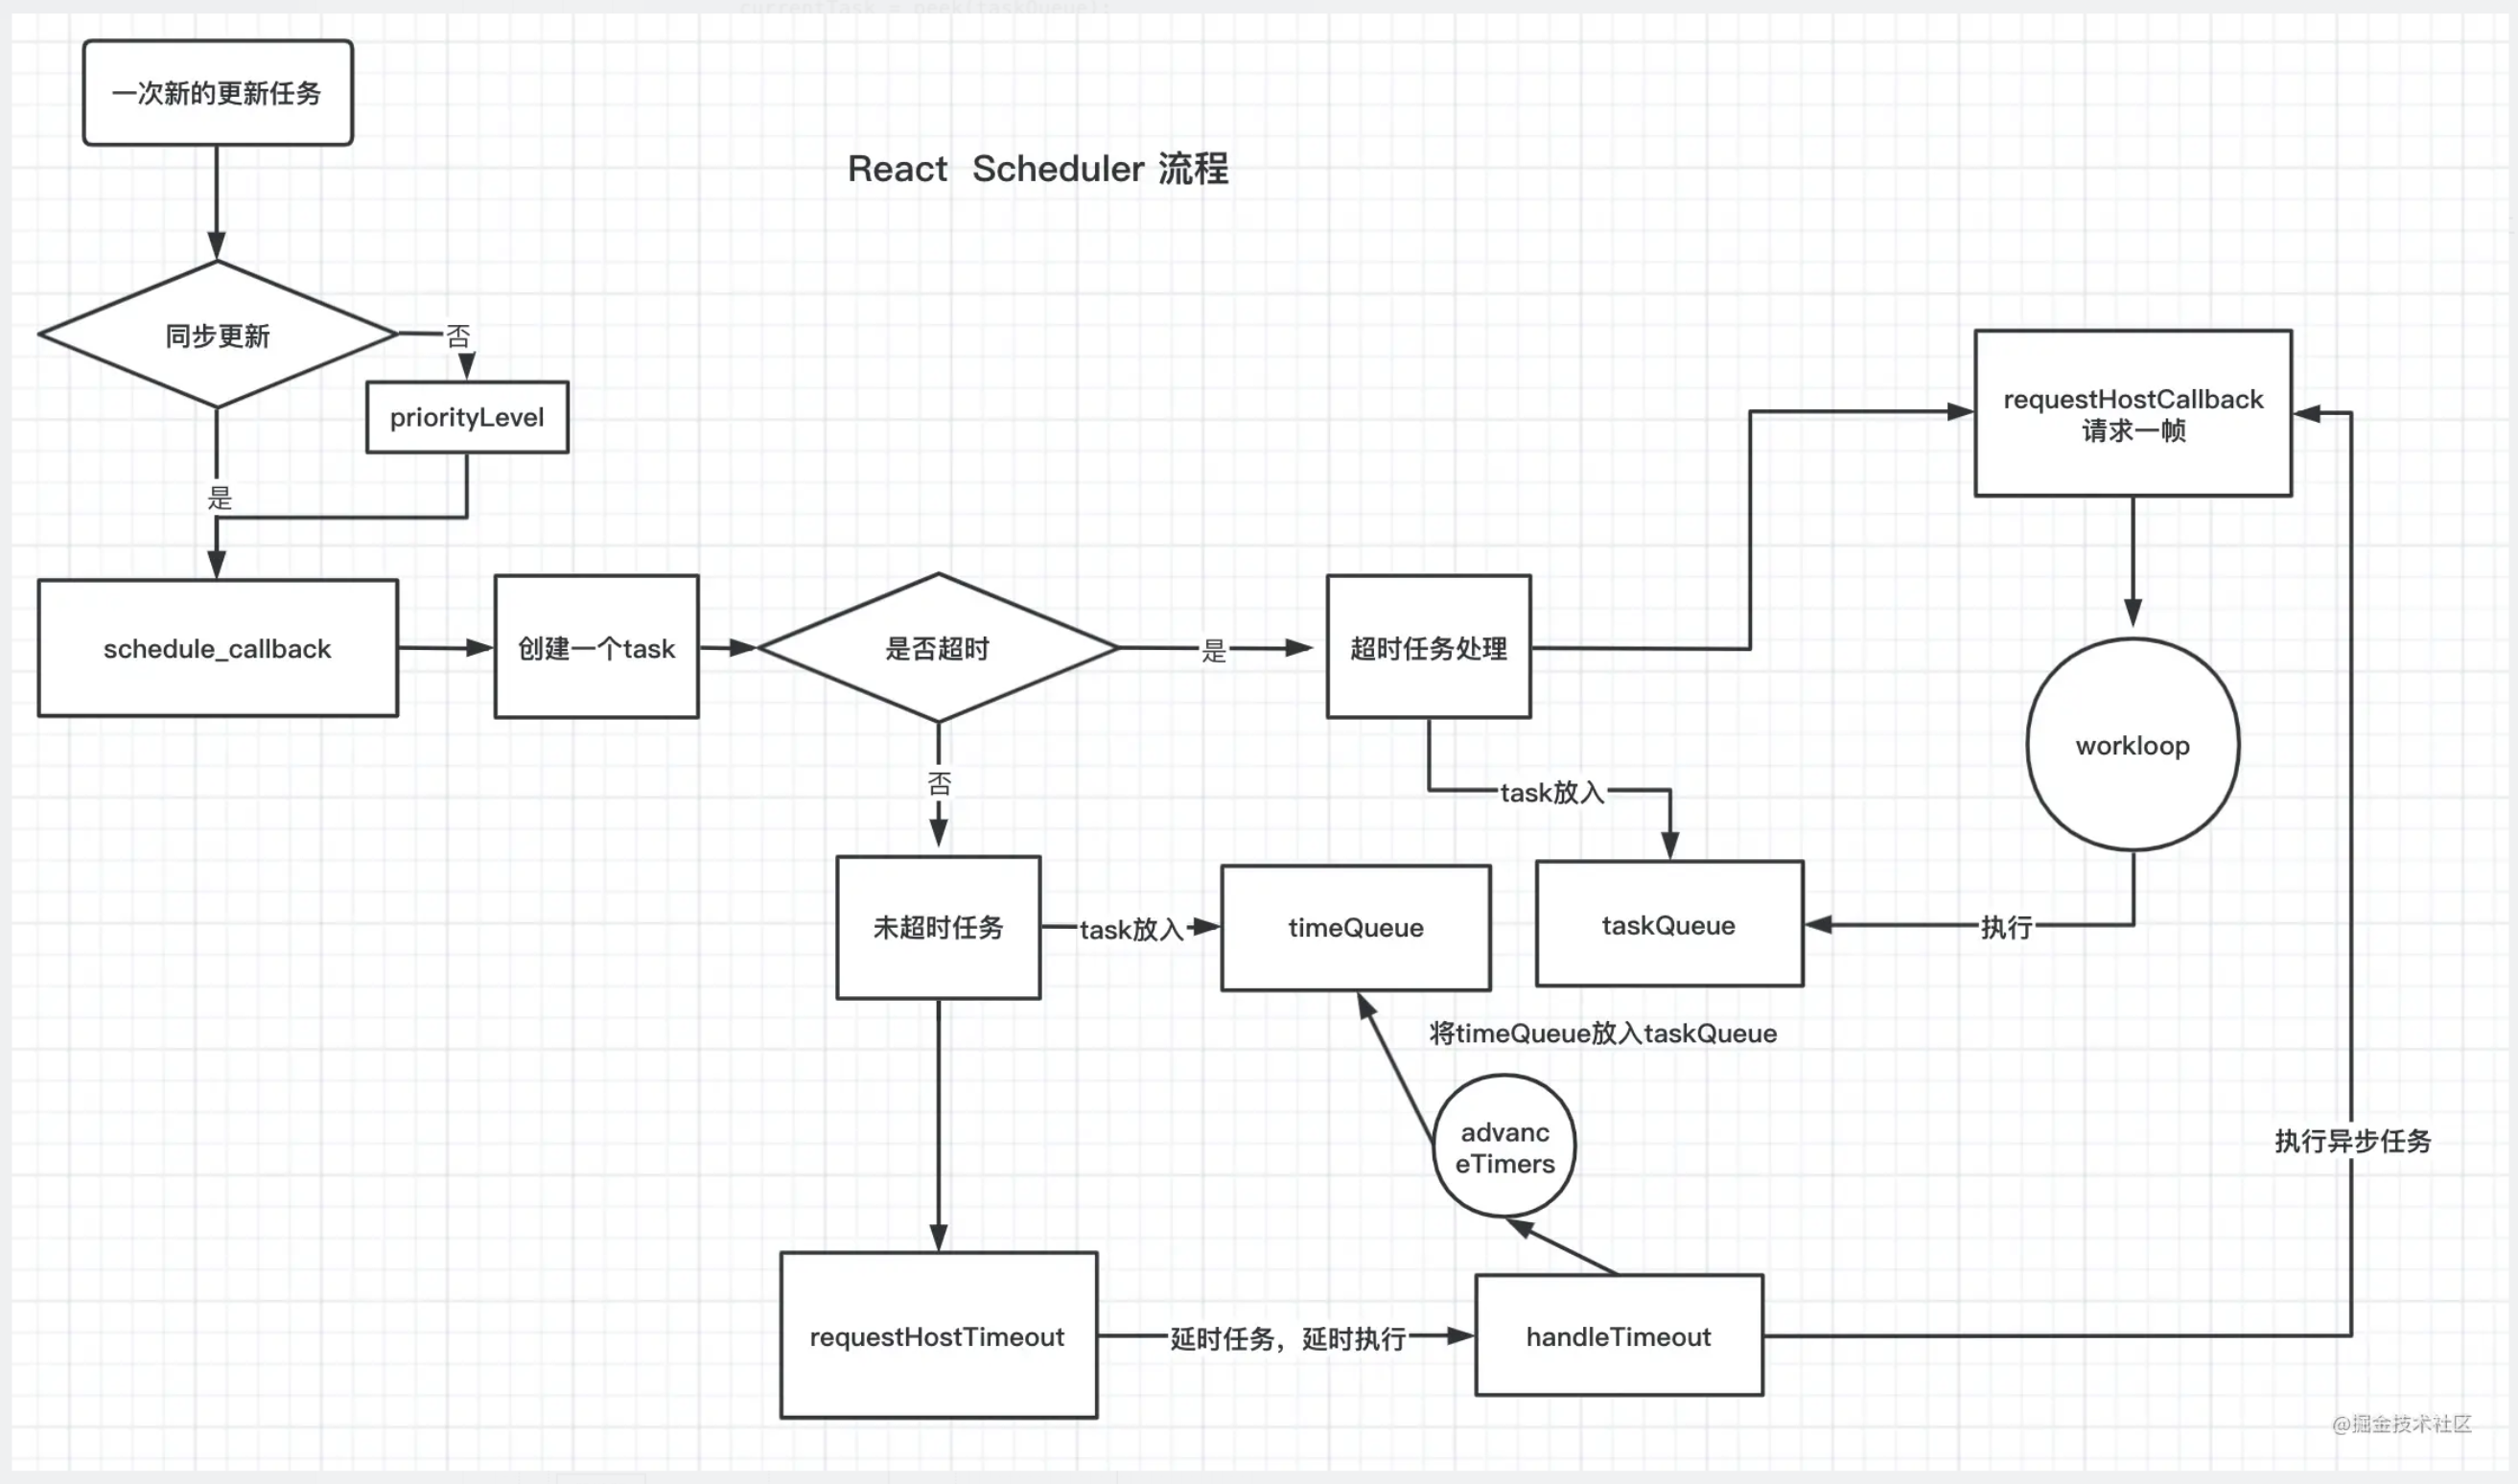 currentTask = peek(taskQueue);
一次新的更新任务
React Scheduler 流程
同步更新
否
priorityLevel
是
requestHostCallback
请求一帧
schedule_callback
创建一个task
是否超时
是
超时任务处理
workloop
否
task放入
未超时任务
task放入
timeQueue
taskQueue
执行
将timeQueue放入taskQueue
advanc
eTimers
执行异步任务
requestHostTimeout
延时任务，延时执行
handleTimeout
@掘金技术社区